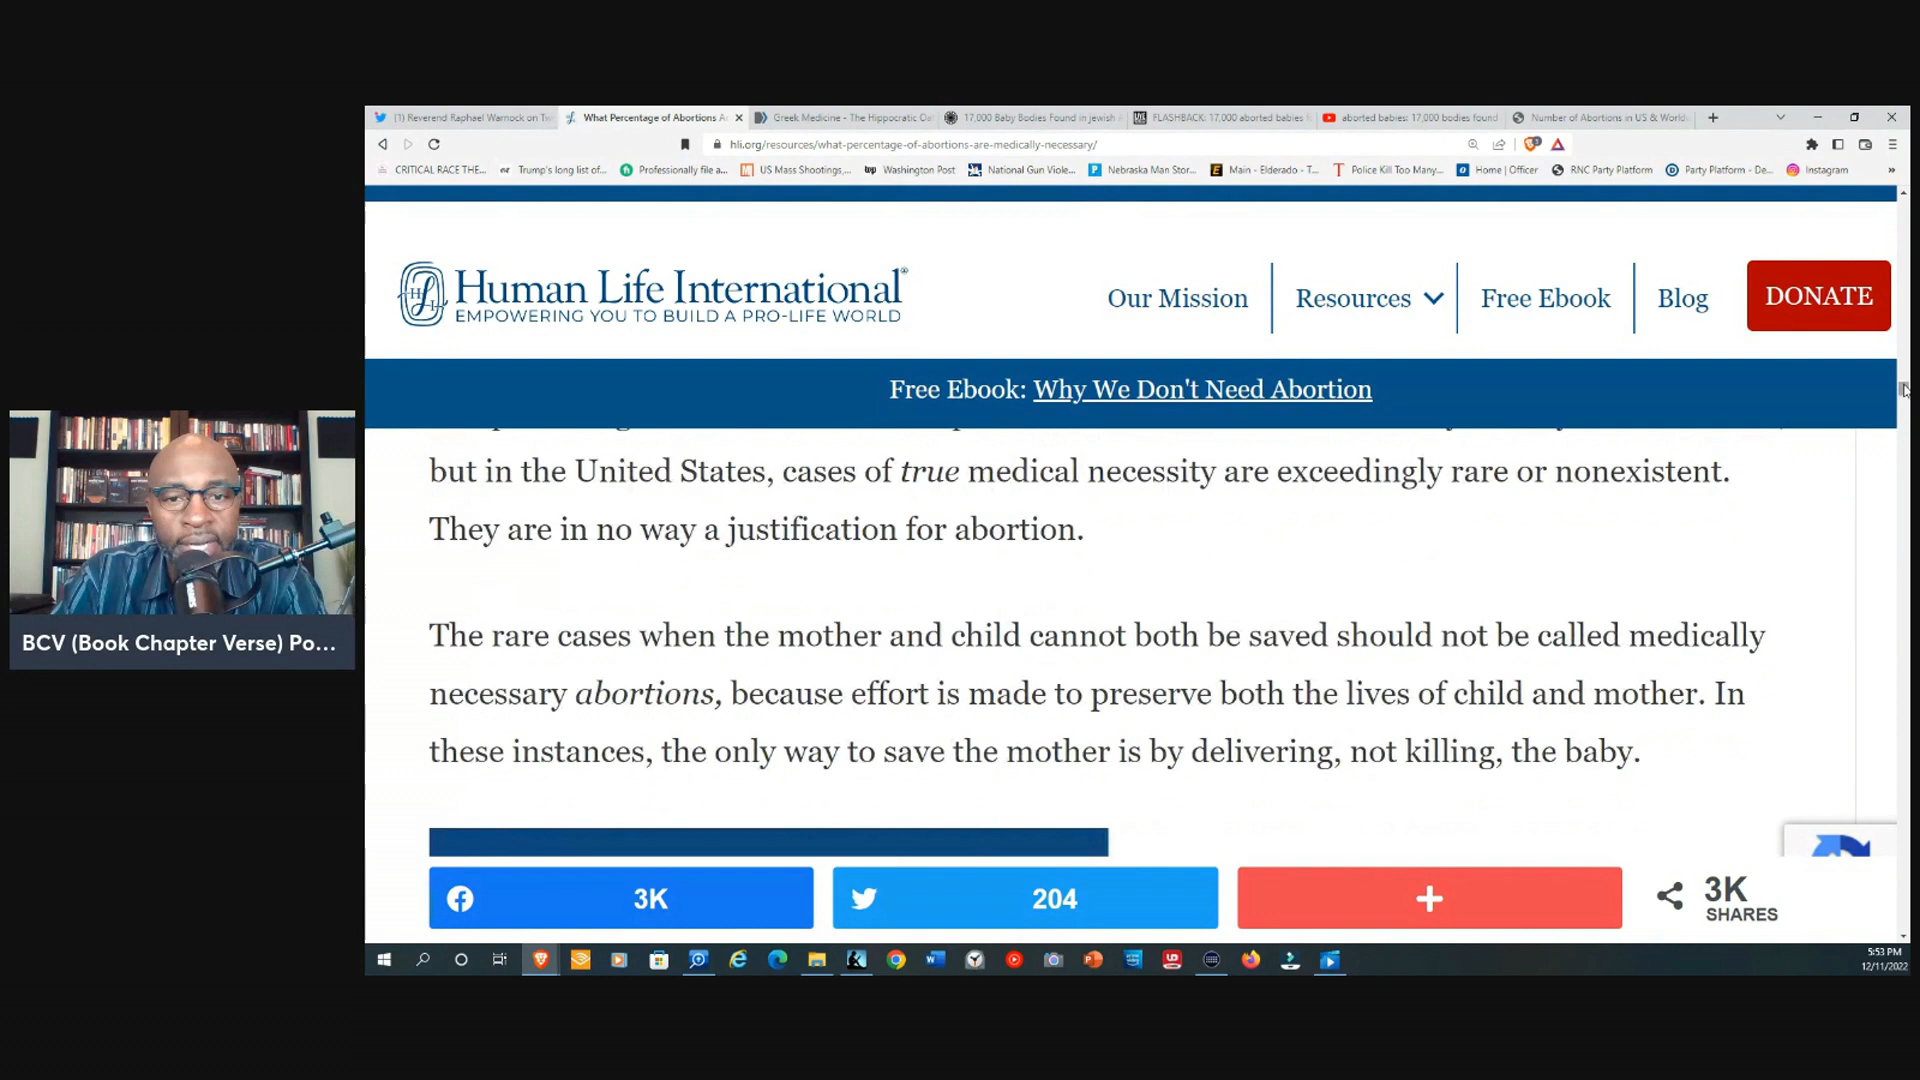 (1) Reverend Raphael Warnock on Tw
What Percentage of Abortions A
Greek Medicine - The Hippocratic Oat
17,000 Baby Bodies Found in Jewish A
FLASHBACK: 17,000 aborted babies f
aborted babies: 17,000 bodies found
Number of Abortions in US & Worldw
hli.org/resources/what-percentage-of-abortions-are-medically-necessary/
CRITICAL RACE THE...
Trump's long list of...
Professionally file a...
US Mass Shootings,...
Washington Post
National Gun Viole...
Nebraska Man Stor...
Main - Elderado - T...
Police Kill Too Many...
Home | Officer
RNC Party Platform
Party Platform - De...
Instagram
Human Life International®
EMPOWERING YOU TO BUILD A PRO-LIFE WORLD
Our Mission
Resources
Free Ebook
Blog
DONATE
Free Ebook: Why We Don't Need Abortion
but in the United States, cases of true medical necessity are exceedingly rare or nonexistent.
They are in no way a justification for abortion.
The rare cases when the mother and child cannot both be saved should not be called medically
necessary abortions, because effort is made to preserve both the lives of child and mother. In
these instances, the only way to save the mother is by delivering, not killing, the baby.
BCV (Book Chapter Verse) Po...
3K
204
3K
SHARES
5:53 PM
12/11/2022